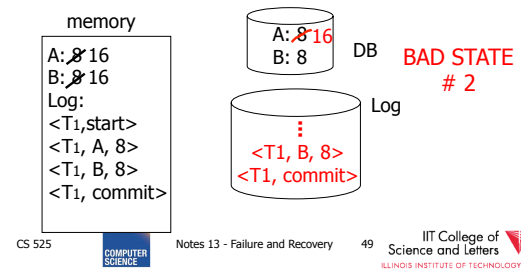 memory
A: 8 16
B: 8 16
Log:
<T1,start>
<T1, A, 8>
<T1, B, 8>
<T1, commit>
A: 8 16
B: 8
DB
BAD STATE
# 2
Log
⋮
<T1, B, 8>
<T1, commit>
CS 525
COMPUTER
SCIENCE
Notes 13 - Failure and Recovery
49
IIT College of
Science and Letters
ILLINOIS INSTITUTE OF TECHNOLOGY